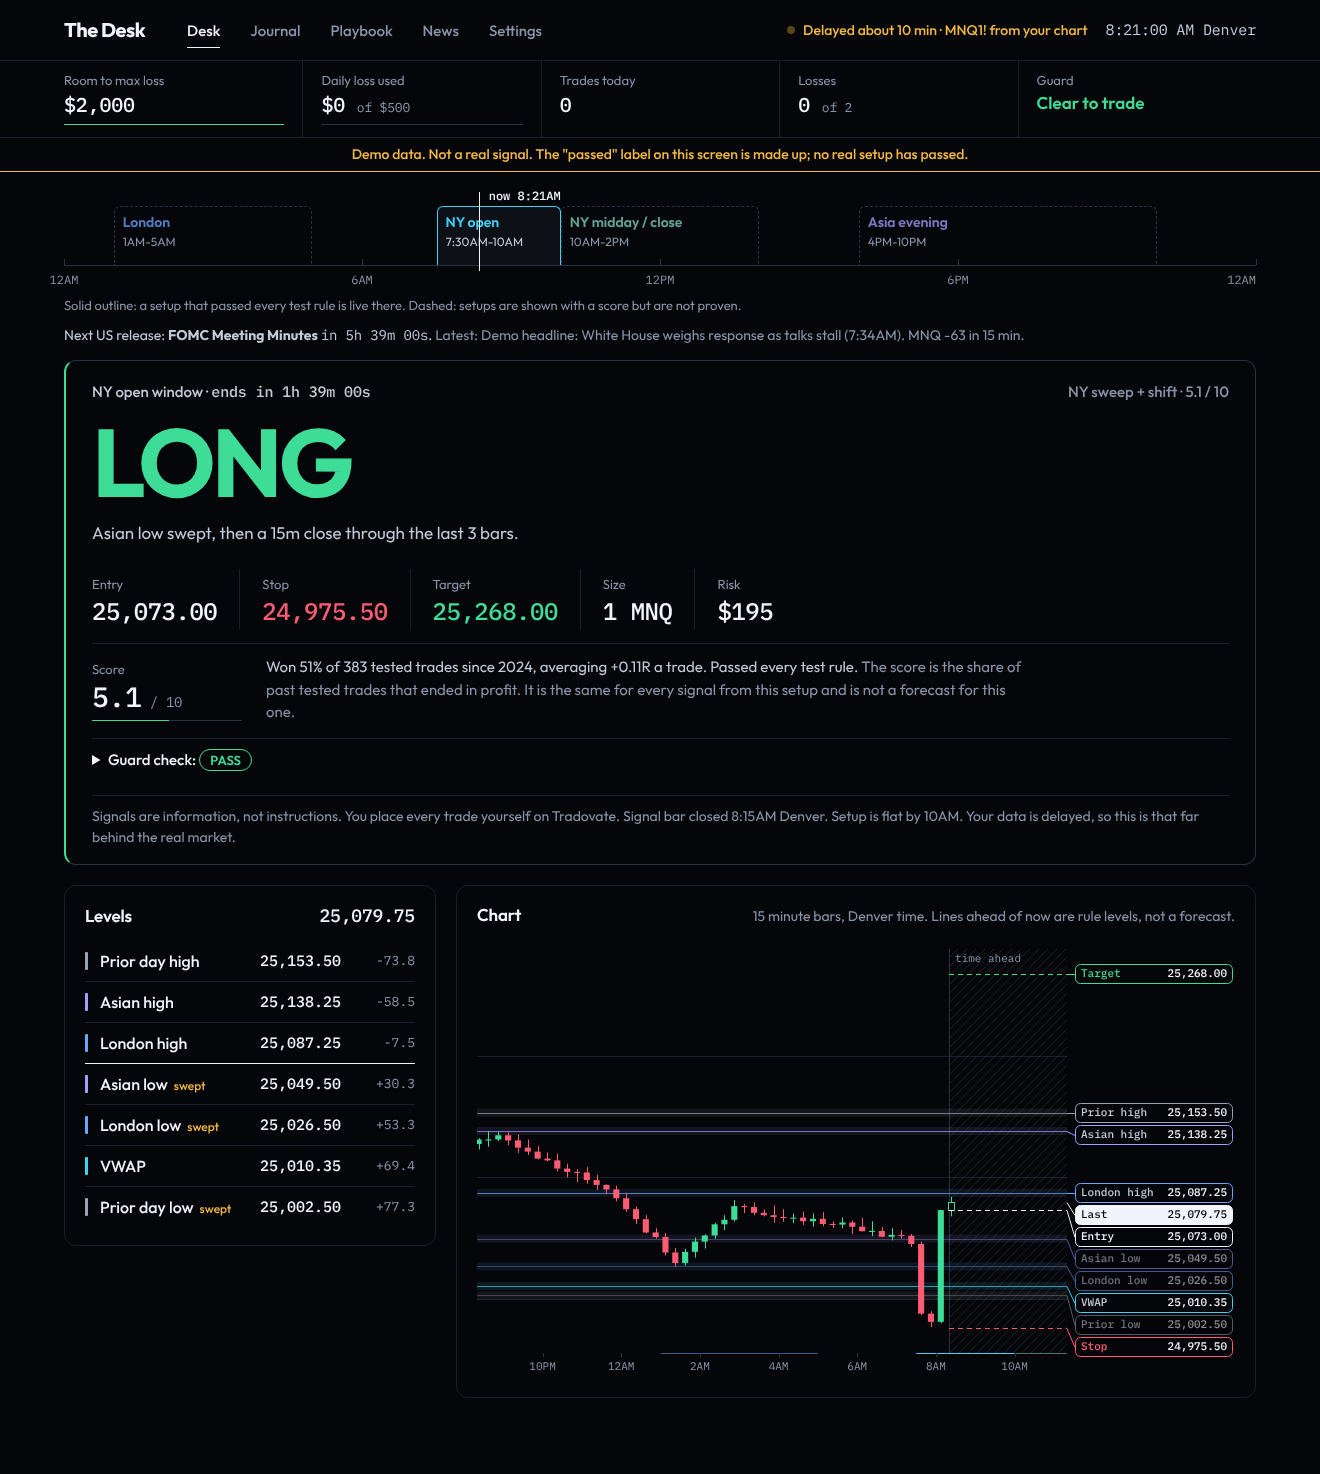 The Desk
Desk Journal Playbook News Settings
Delayed about 10 min · MNQ1! from your chart 8:21:00 AM Denver
Room to max loss
$2,000
Daily loss used
$0 of $500
Trades today
0
Losses
0 of 2
Guard
Clear to trade
Demo data. Not a real signal. The "passed" label on this screen is made up; no real setup has passed.
now 8:21AM
London
1AM-5AM
NY open
7:30AM-10AM
NY midday / close
10AM-2PM
Asia evening
4PM-10PM
12AM 6AM 12PM 6PM 12AM
Solid outline: a setup that passed every test rule is live there. Dashed: setups are shown with a score but are not proven.
Next US release: FOMC Meeting Minutes in 5h 39m 00s. Latest: Demo headline: White House weighs response as talks stall (7:34AM). MNQ -63 in 15 min.
NY open window · ends in 1h 39m 00s
NY sweep + shift · 5.1 / 10
LONG
Asian low swept, then a 15m close through the last 3 bars.
Entry
25,073.00
Stop
24,975.50
Target
25,268.00
Size
1 MNQ
Risk
$195
Score
5.1 / 10
Won 51% of 383 tested trades since 2024, averaging +0.11R a trade. Passed every test rule. The score is the share of
past tested trades that ended in profit. It is the same for every signal from this setup and is not a forecast for this
one.
Guard check: PASS
Signals are information, not instructions. You place every trade yourself on Tradovate. Signal bar closed 8:15AM Denver. Setup is flat by 10AM. Your data is delayed, so this is that far
behind the real market.
Levels 25,079.75
Prior day high 25,153.50 -73.8
Asian high 25,138.25 -58.5
London high 25,087.25 -7.5
Asian low swept 25,049.50 +30.3
London low swept 25,026.50 +53.3
VWAP 25,010.35 +69.4
Prior day low swept 25,002.50 +77.3
Chart
15 minute bars, Denver time. Lines ahead of now are rule levels, not a forecast.
time ahead
Target 25,268.00
Prior high 25,153.50
Asian high 25,138.25
London high 25,087.25
Last 25,079.75
Entry 25,073.00
Asian low 25,049.50
London low 25,026.50
VWAP 25,010.35
Prior low 25,002.50
Stop 24,975.50
10PM 12AM 2AM 4AM 6AM 8AM 10AM